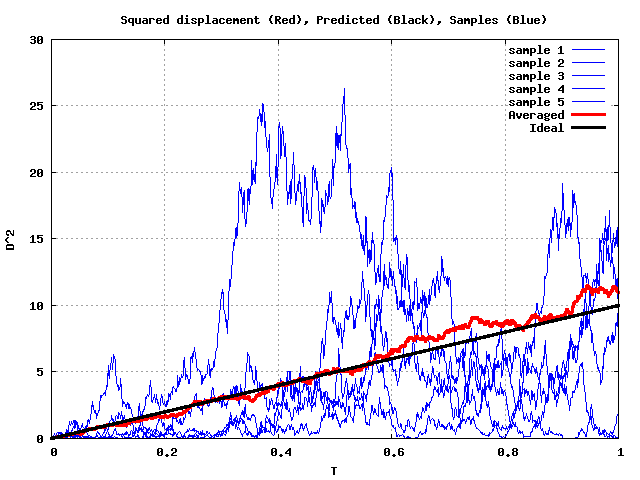 Squared displacement (Red), Predicted (Black), Samples (Blue)
30
25
20
15
10
5
0
D^2
sample 1
sample 2
sample 3
sample 4
sample 5
Averaged
Ideal
0 0.2 0.4 0.6 0.8 1
T